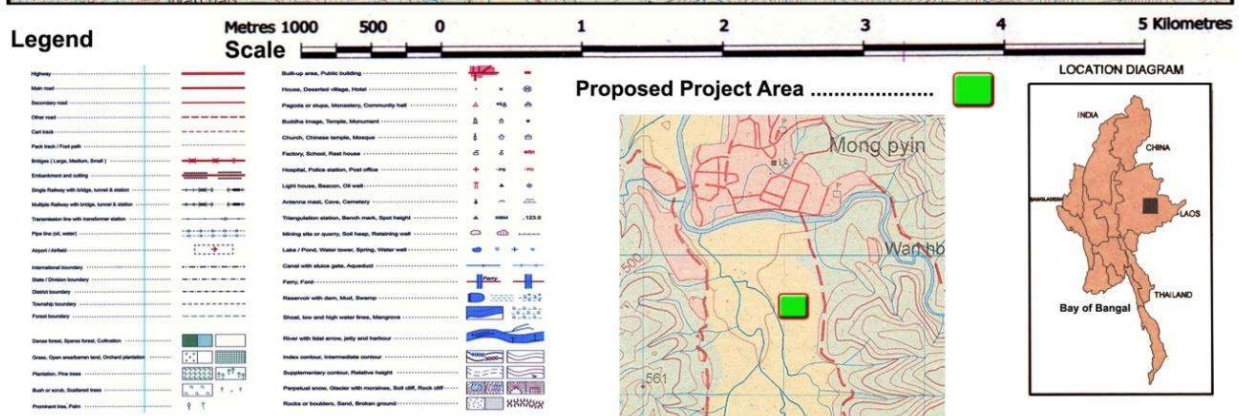 Metres 1000 500 0 1 2 3 4 5 Kilometres
Legend
Scale
Highway
Main road
Secondary road
Other road
Cart track
Pack track / Foot path
Bridges ( Large, Medium, Small )
Embankment and cutting
Single Railway with bridge, tunnel & station
Multiple Railway with bridge, tunnel & station
Transmission line with transformer station
Pipe line (oil, water)
Airport / Airfield
International boundary
State / Division boundary
District boundary
Township boundary
Forest boundary
Dense forest, Sparse forest, Cultivation
Grass, Open area/barren land, Orchard plantation
Plantation, Pine trees
Bush or scrub, Scattered trees
Prominent tree, Palm
Built-up area, Public building
House, Deserted village, Hotel
Pagoda or stupa, Monastery, Community hall
Buddha image, Temple, Monument
Church, Chinese temple, Mosque
Factory, School, Rest house
Hospital, Police station, Post office
Light house, Beacon, Oil well
Antenna mast, Cave, Cemetery
Triangulation station, Bench mark, Spot height
BM
.123.0
Mining site or quarry, Soil heap, Retaining wall
Lake / Pond, Water tower, Spring, Water well
Canal with sluice gate, Aqueduct
Ferry, Ford
Ferry
Reservoir with dam, Mud, Swamp
Shoal, low and high water lines, Mangrove
River with tidal arrow, jetty and harbour
Index contour, Intermediate contour
Supplementary contour, Relative height
Perpetual snow, Glacier with moraines, Soil cliff, Rock cliff
Rocks or boulders, Sand, Broken ground
Proposed Project Area ......................
Mong pyin
Wan ho
500
561
LOCATION DIAGRAM
INDIA
CHINA
BANGLADESH
LAOS
THAILAND
Bay of Bangal